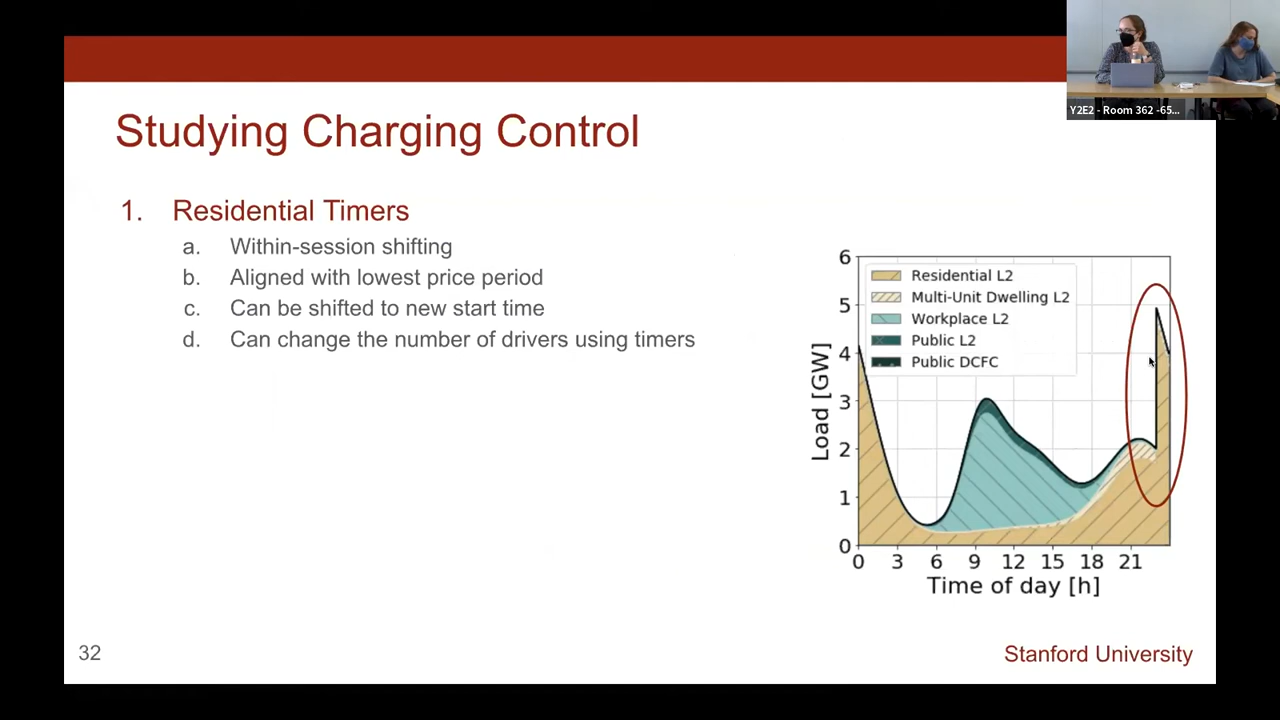 Y2E2 - Room 362 -65...
Studying Charging Control
1. Residential Timers
a. Within-session shifting
b. Aligned with lowest price period
c. Can be shifted to new start time
d. Can change the number of drivers using timers
Residential L2
Multi-Unit Dwelling L2
Workplace L2
Public L2
Public DCFC
Load [GW]
6
5
4
3
2
1
0
0 3 6 9 12 15 18 21
Time of day [h]
32
Stanford University